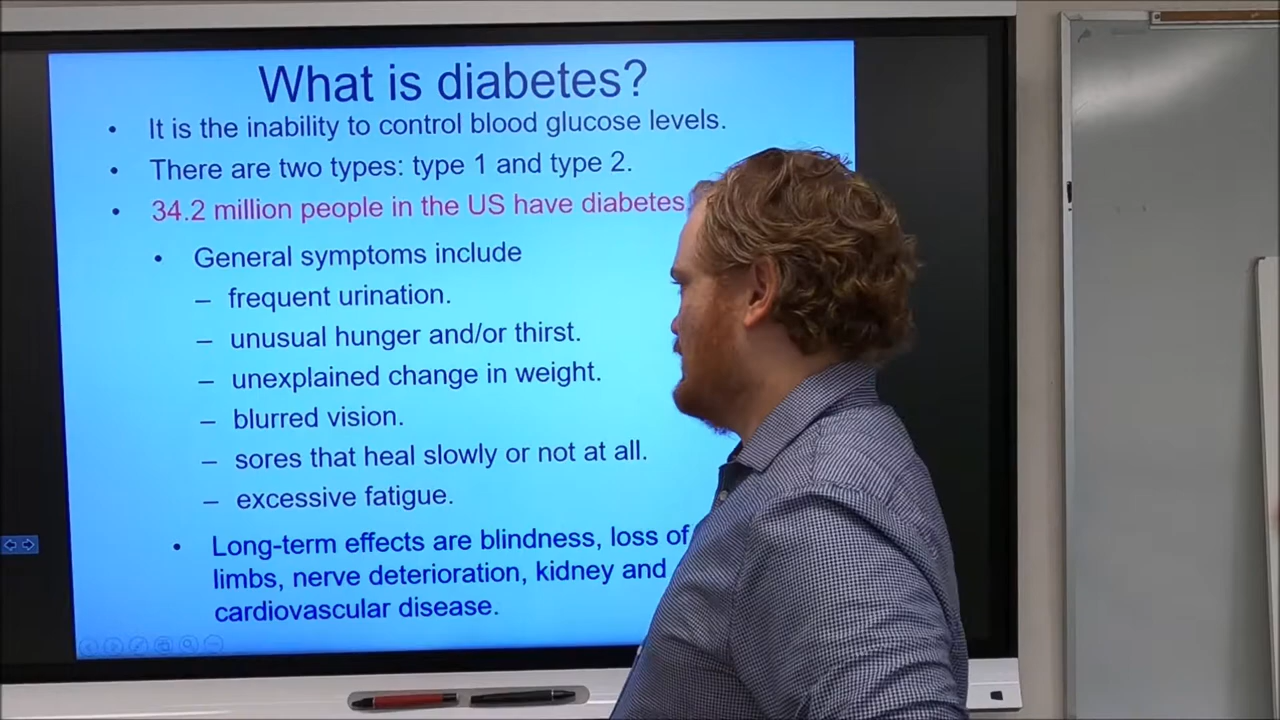 What is diabetes?
• It is the inability to control blood glucose levels.
• There are two types: type 1 and type 2.
• 34.2 million people in the US have diabetes
• General symptoms include
– frequent urination.
– unusual hunger and/or thirst.
– unexplained change in weight.
– blurred vision.
– sores that heal slowly or not at all.
– excessive fatigue.
• Long-term effects are blindness, loss of
limbs, nerve deterioration, kidney and
cardiovascular disease.